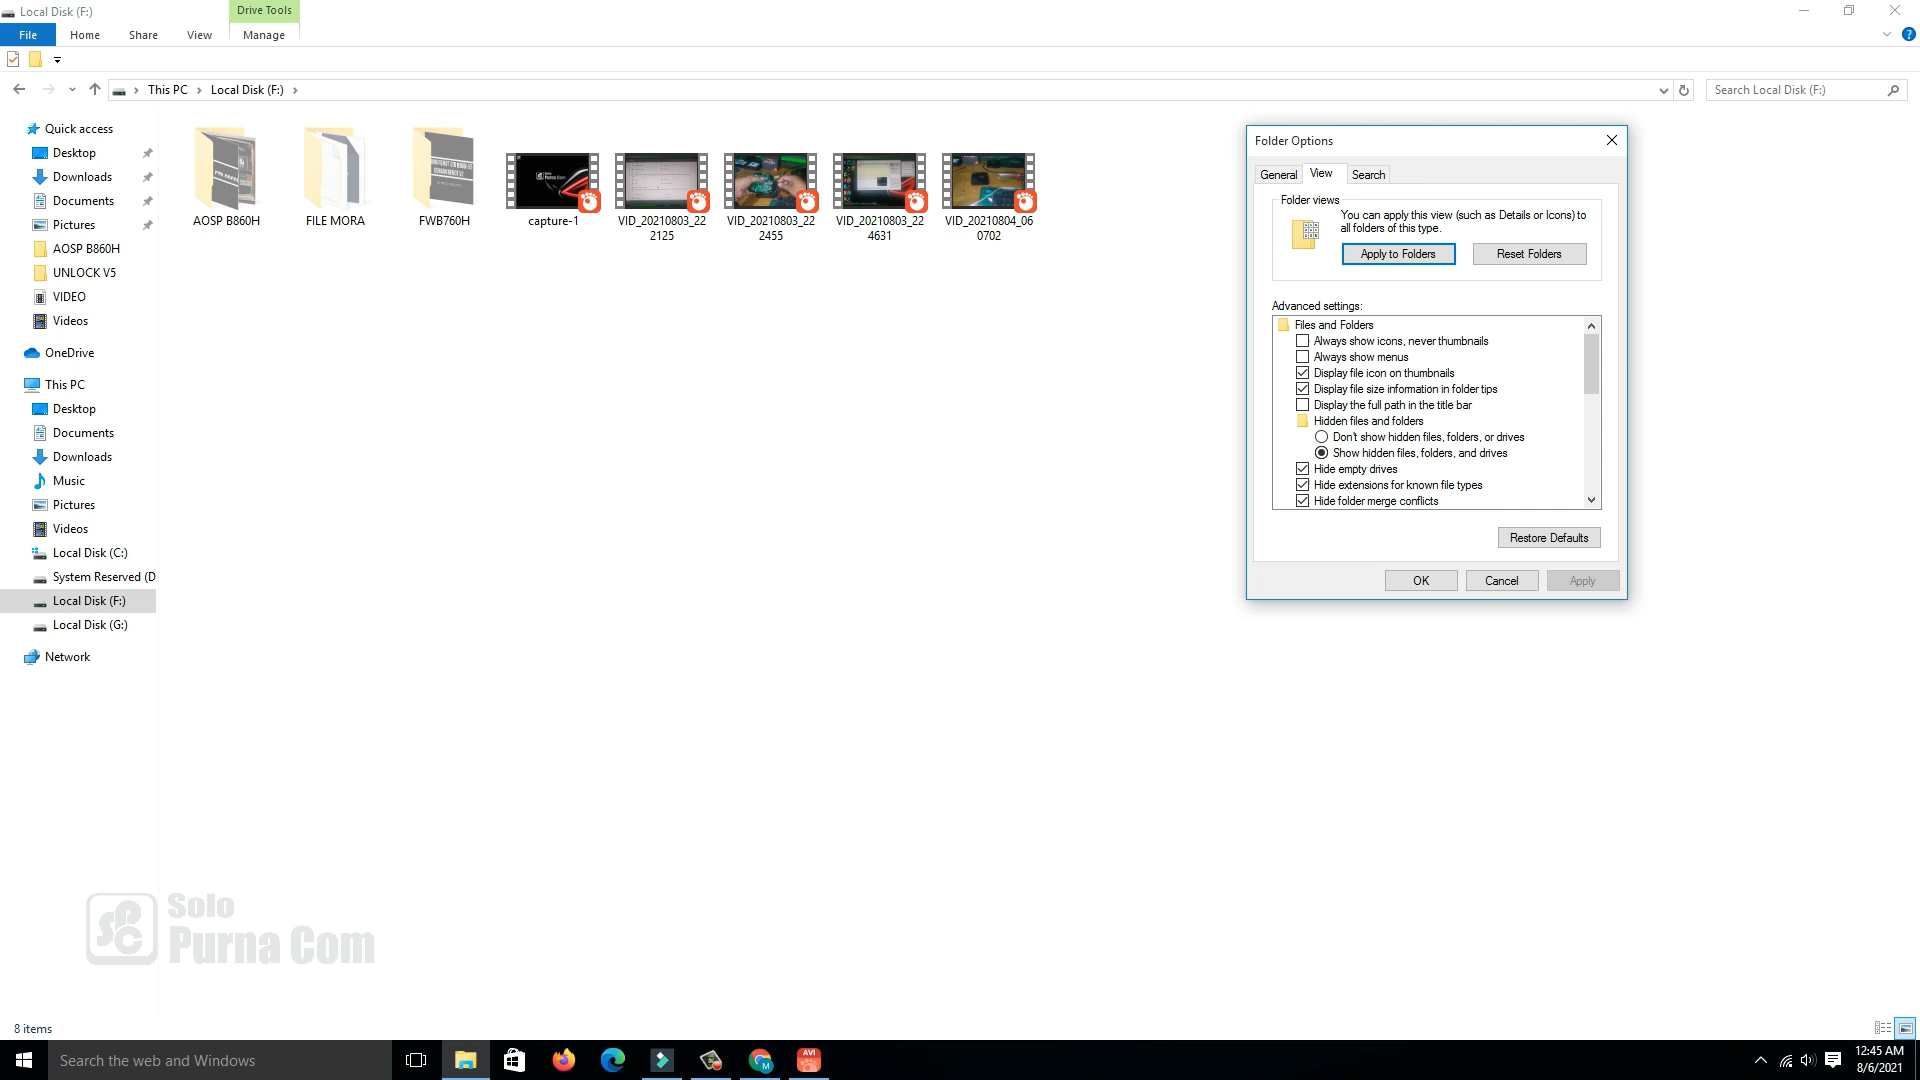 Local Disk (F:)
Drive Tools
File
Home
Share
View
Manage
This PC
Local Disk (F:)
Search Local Disk (F:)
Quick access
Desktop
Downloads
Documents
Pictures
AOSP B860H
UNLOCK V5
VIDEO
Videos
OneDrive
This PC
Desktop
Documents
Downloads
Music
Pictures
Videos
Local Disk (C:)
System Reserved (D
Local Disk (F:)
Local Disk (G:)
Network
AOSP B860H
FILE MORA
FWB760H
capture-1
VID_20210803_22
2125
VID_20210803_22
2455
VID_20210803_22
4631
VID_20210804_06
0702
Folder Options
General
View
Search
Folder views
You can apply this view (such as Details or Icons) to
all folders of this type.
Apply to Folders
Reset Folders
Advanced settings:
Files and Folders
Always show icons, never thumbnails
Always show menus
Display file icon on thumbnails
Display file size information in folder tips
Display the full path in the title bar
Hidden files and folders
Don't show hidden files, folders, or drives
Show hidden files, folders, and drives
Hide empty drives
Hide extensions for known file types
Hide folder merge conflicts
Restore Defaults
OK
Cancel
Apply
Solo
Purna Com
8 items
Search the web and Windows
AVI
M
12:45 AM
8/6/2021